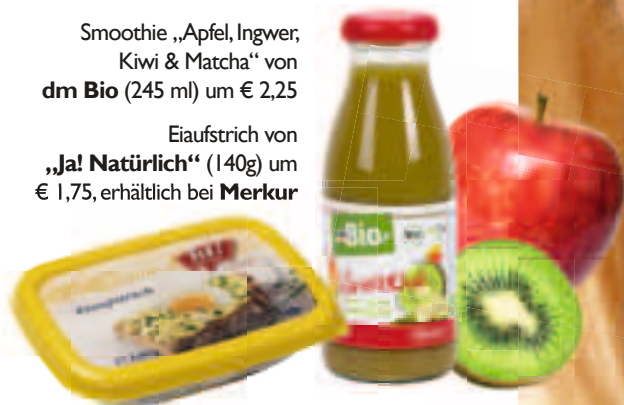 Smoothie „Apfel, Ingwer,
Kiwi & Matcha“ von
dm Bio (245 ml) um € 2,25
Eiaufstrich von
„Ja! Natürlich“ (140g) um
€ 1,75, erhältlich bei Merkur
Bio